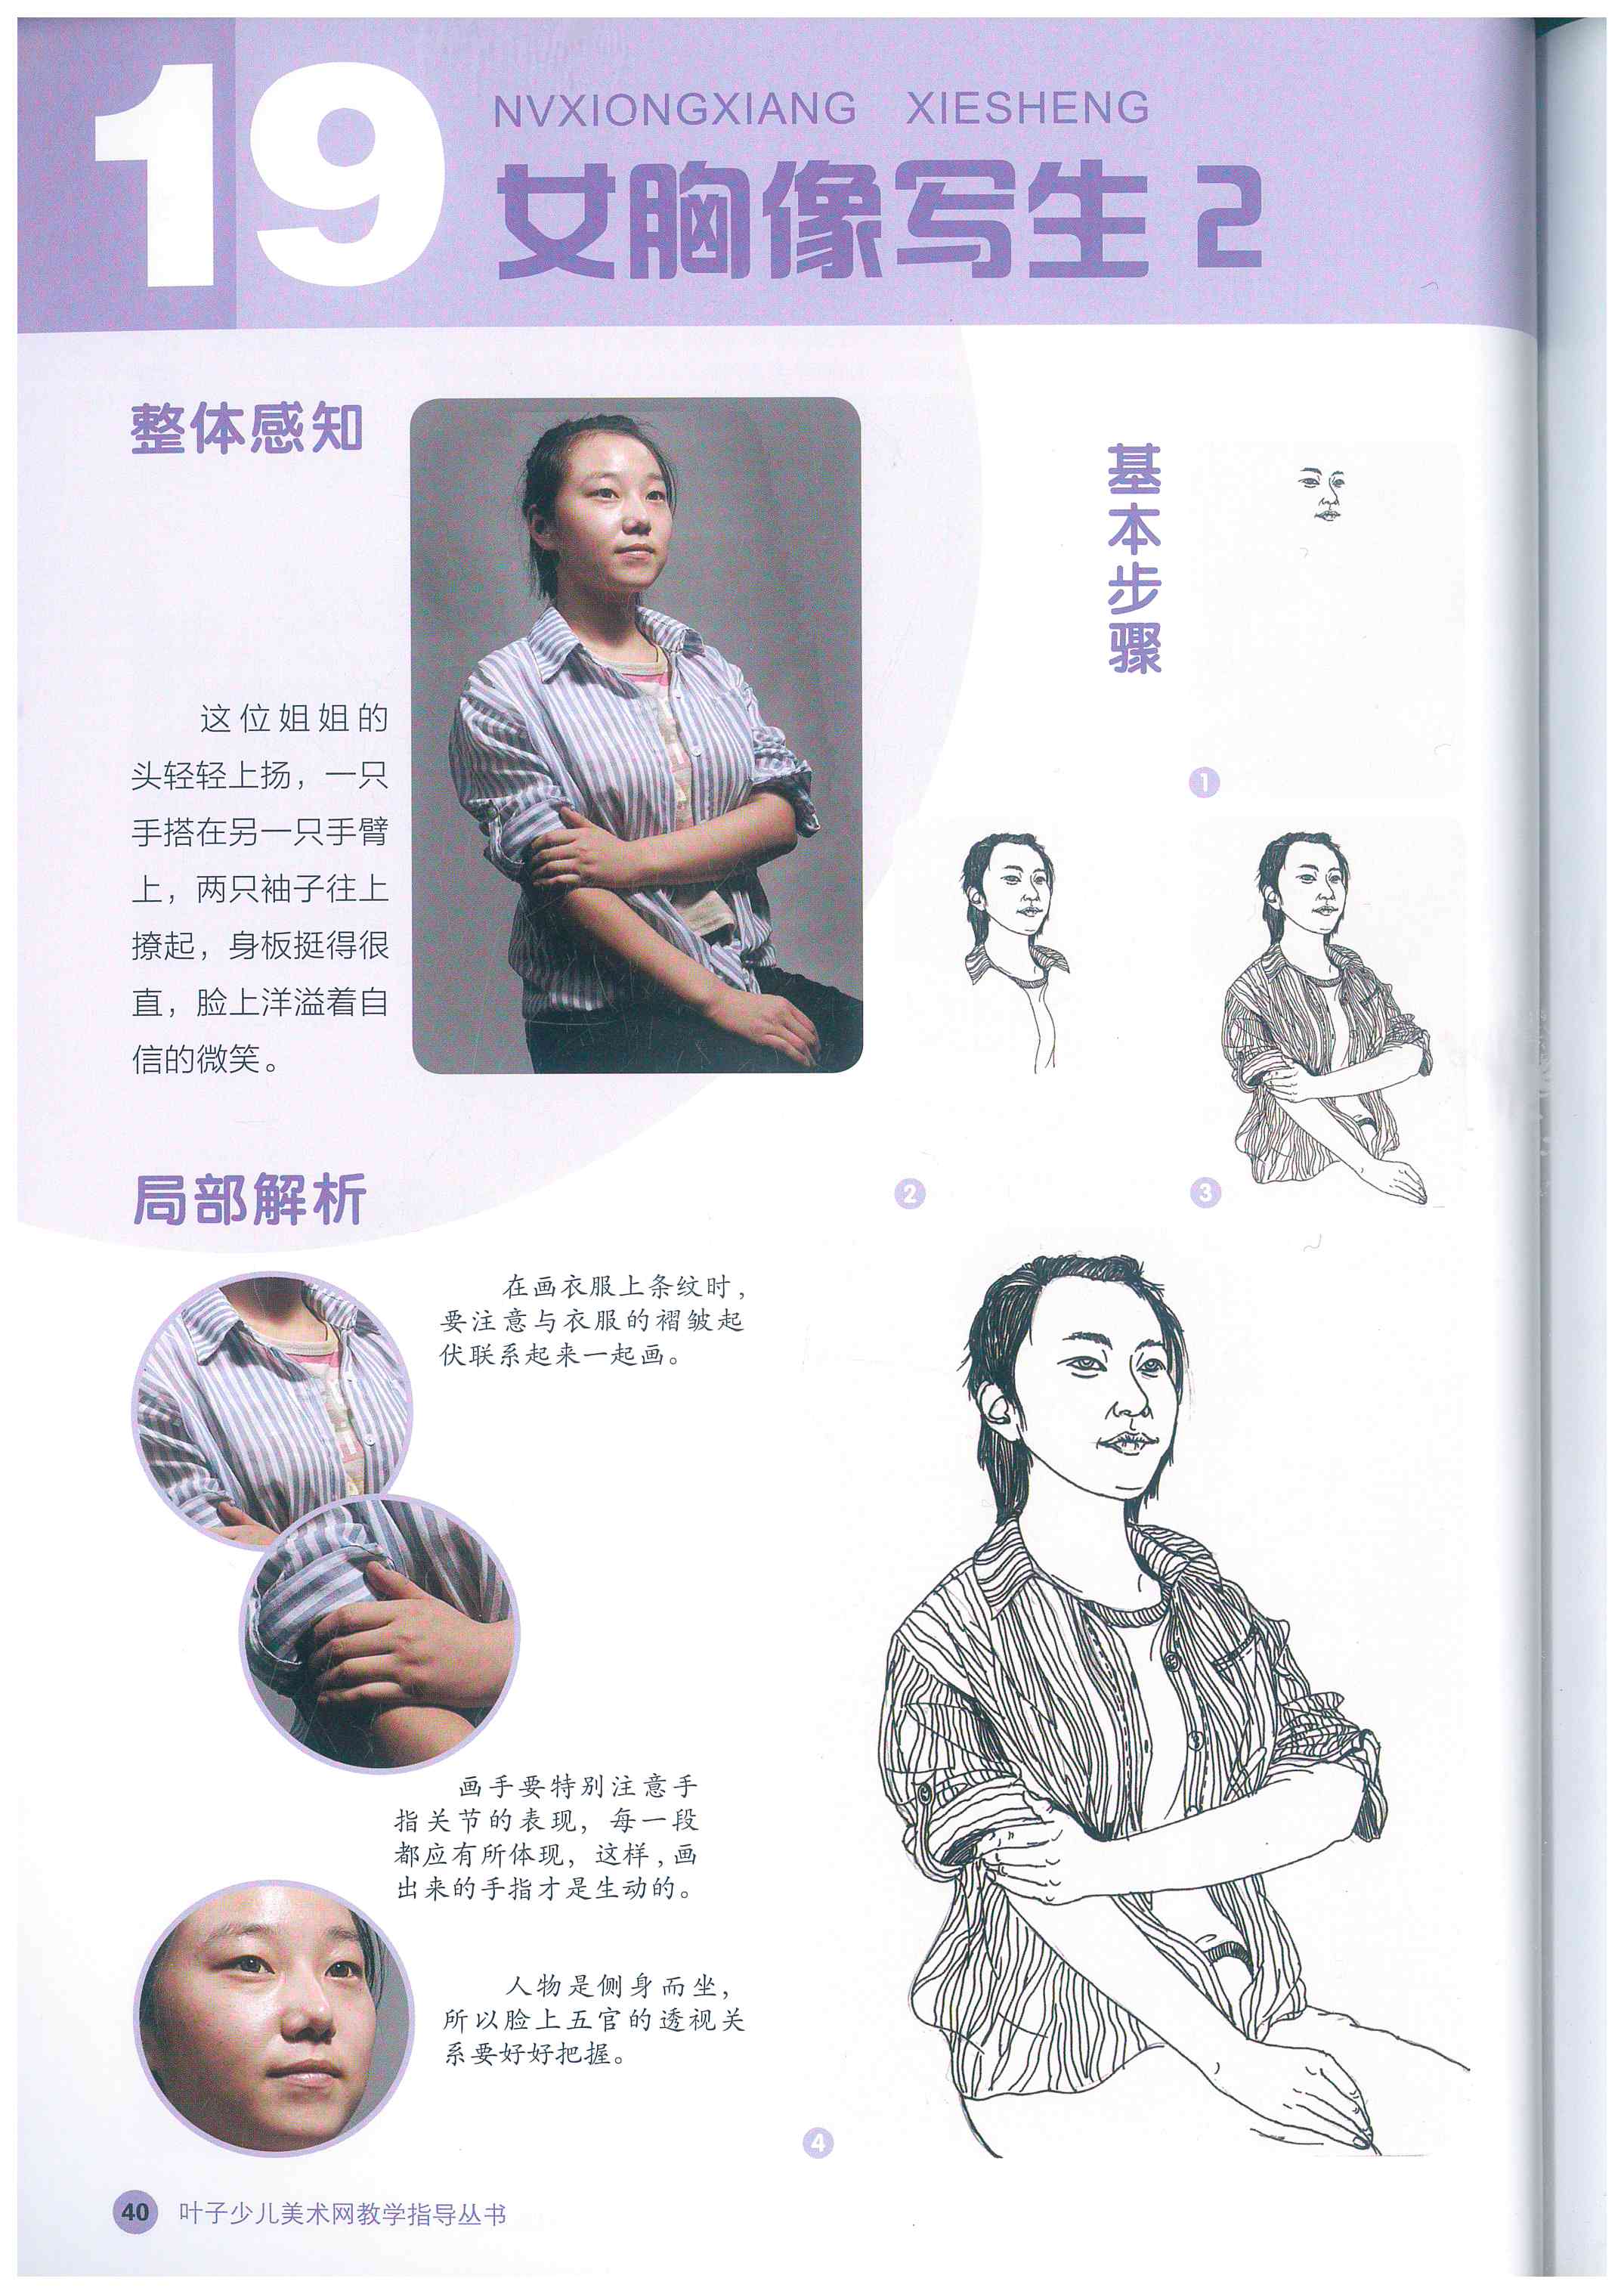 19
NVXIONGXIANG XIESHENG
女胸像写生 2
整体感知
这位姐姐的
头轻轻上扬，一只
手搭在另一只手臂
上，两只袖子往上
撩起，身板挺得很
直，脸上洋溢着自
信的微笑。
基本步骤
1
2
3
4
局部解析
在画衣服上条纹时，
要注意与衣服的褶皱起
伏联系起来一起画。
画手要特别注意手
指关节的表现，每一段
都应有所体现，这样，画
出来的手指才是生动的。
人物是侧身而坐，
所以脸上五官的透视关
系要好好把握。
40 叶子少儿美术网教学指导丛书